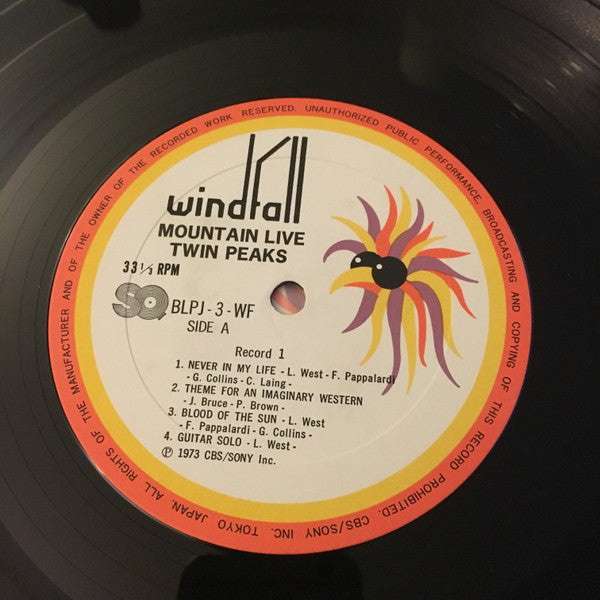 windfall
MOUNTAIN LIVE
TWIN PEAKS
33 1/3 RPM
SQ
BLPJ - 3 - WF
SIDE A
Record 1
1. NEVER IN MY LIFE - L. West - F. Pappalardi
- G. Collins - C. Laing -
2. THEME FOR AN IMAGINARY WESTERN
- J. Bruce - P. Brown -
3. BLOOD OF THE SUN - L. West
- F. Pappalardi - G. Collins -
4. GUITAR SOLO - L. West -
Ⓟ 1973 CBS/SONY Inc.
ALL RIGHTS OF THE MANUFACTURER AND OF THE OWNER OF THE RECORDED WORK RESERVED. UNAUTHORIZED PUBLIC PERFORMANCE, BROADCASTING AND COPYING OF THIS RECORD PROHIBITED. CBS/SONY INC. TOKYO JAPAN.